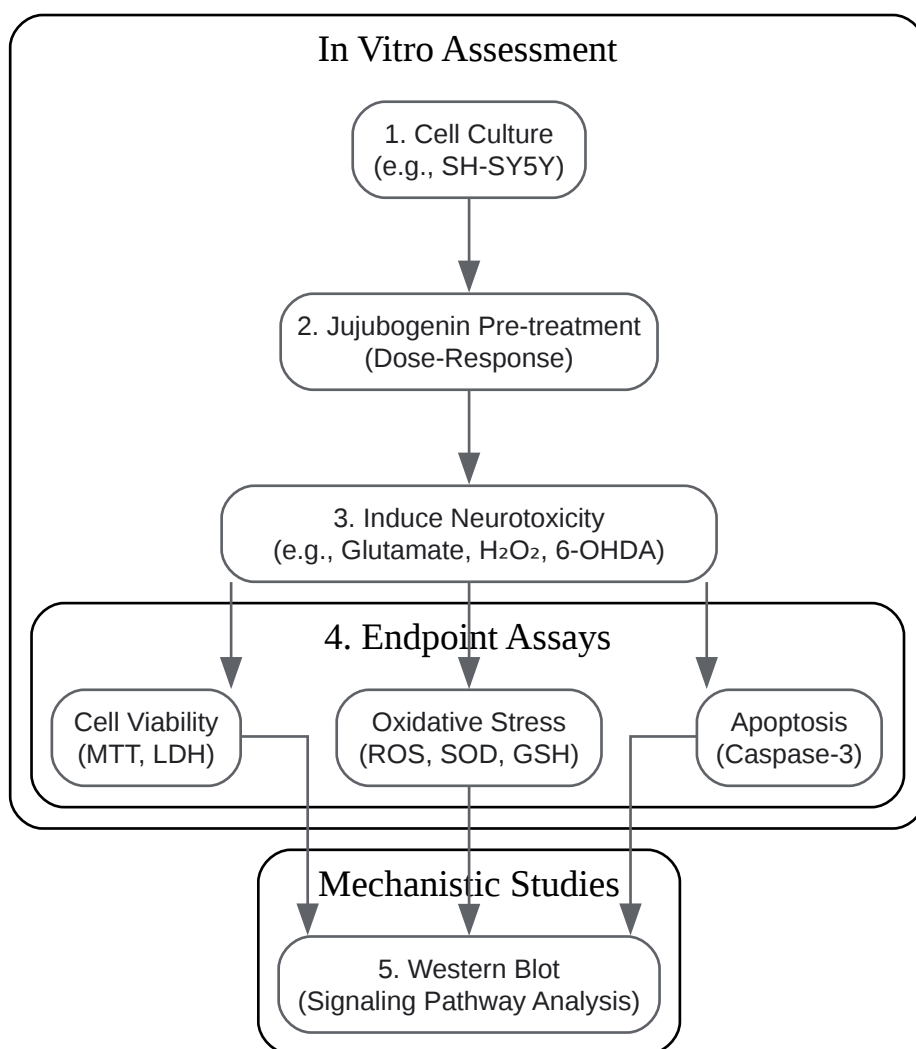 In Vitro Assessment
1. Cell Culture
(e.g., SH-SY5Y)
2. Jujubogenin Pre-treatment
(Dose-Response)
3. Induce Neurotoxicity
(e.g., Glutamate, H₂O₂, 6-OHDA)
4. Endpoint Assays
Cell Viability
(MTT, LDH)
Oxidative Stress
(ROS, SOD, GSH)
Apoptosis
(Caspase-3)
Mechanistic Studies
5. Western Blot
(Signaling Pathway Analysis)